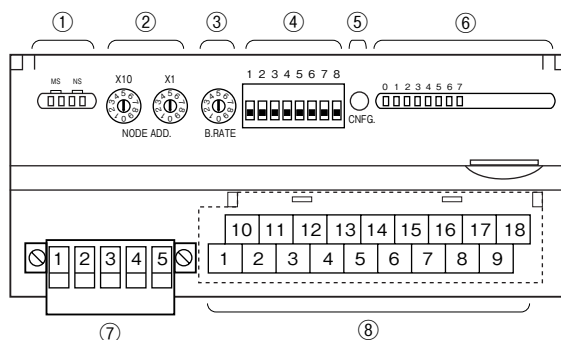 ① ② ③ ④ ⑤ ⑥
MS NS X10 X1 1 2 3 4 5 6 7 8 0 1 2 3 4 5 6 7
NODE ADD. B.RATE CNFG.
10 11 12 13 14 15 16 17 18
1 2 3 4 5 1 2 3 4 5 6 7 8 9
⑦ ⑧